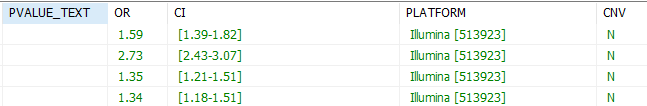 PVALUE_TEXT OR CI PLATFORM CNV
1.59 [1.39-1.82] Illumina [513923] N
2.73 [2.43-3.07] Illumina [513923] N
1.35 [1.21-1.51] Illumina [513923] N
1.34 [1.18-1.51] Illumina [513923] N